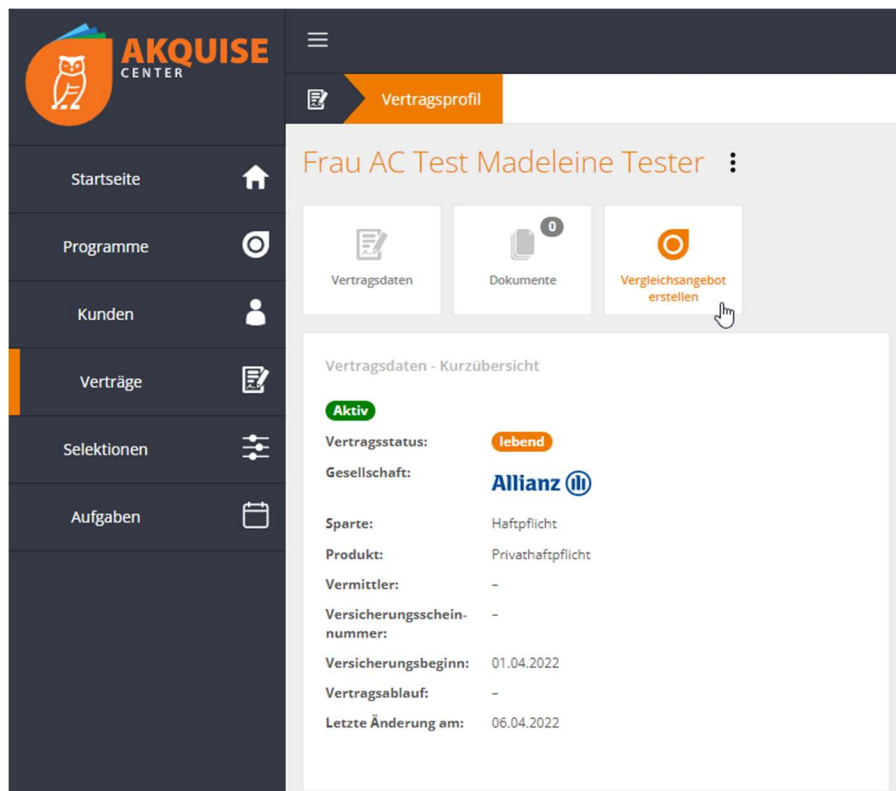 AKQUISE
CENTER
Startseite
Programme
Kunden
Verträge
Selektionen
Aufgaben
Vertragsprofil
Frau AC Test Madeleine Tester
Vertragsdaten
0
Dokumente
Vergleichsangebot
erstellen
Vertragsdaten - Kurzübersicht
Aktiv
Vertragsstatus: lebend
Gesellschaft: Allianz
Sparte: Haftpflicht
Produkt: Privathaftpflicht
Vermittler: –
Versicherungsschein- –
nummer:
Versicherungsbeginn: 01.04.2022
Vertragsablauf: –
Letzte Änderung am: 06.04.2022